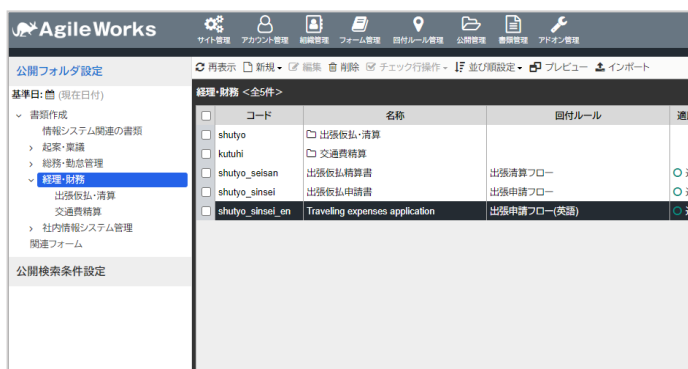 AgileWorks
サイト管理 アカウント管理 組織管理 フォーム管理 回付ルール管理 公開管理 書類管理 アドオン管理
公開フォルダ設定
再表示 新規 編集 削除 チェック行操作 並び順設定 プレビュー インポート
基準日: (現在日付)
経理・財務 <全5件>
書類作成
コード 名称 回付ルール 適
情報システム関連の書類
shutyo 出張仮払・清算
起案・稟議
kutuhi 交通費精算
総務・勤怠管理
shutyo_seisan 出張仮払精算書 出張清算フロー
経理・財務
shutyo_sinsei 出張仮払申請書 出張申請フロー
出張仮払・清算
shutyo_sinsei_en Traveling expenses application 出張申請フロー(英語)
交通費精算
社内情報システム管理
関連フォーム
公開検索条件設定